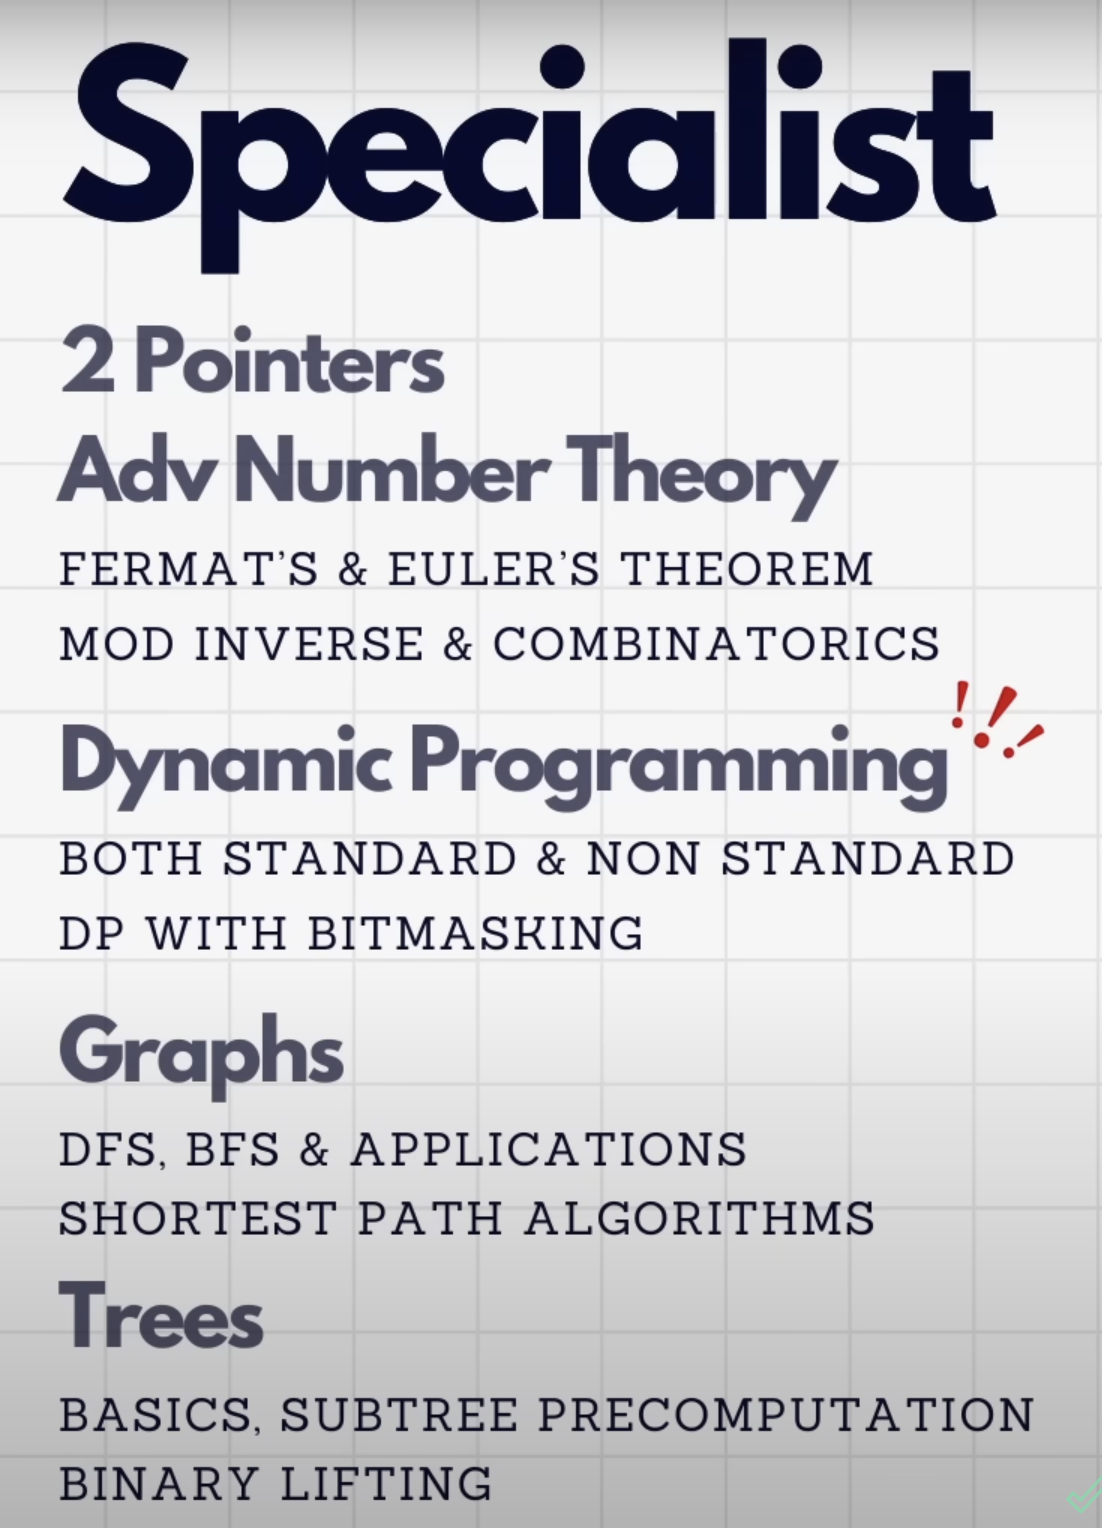 Specialist
2 Pointers
Adv Number Theory
FERMAT'S & EULER'S THEOREM
MOD INVERSE & COMBINATORICS
Dynamic Programming
BOTH STANDARD & NON STANDARD
DP WITH BITMASKING
Graphs
DFS, BFS & APPLICATIONS
SHORTEST PATH ALGORITHMS
Trees
BASICS, SUBTREE PRECOMPUTATION
BINARY LIFTING